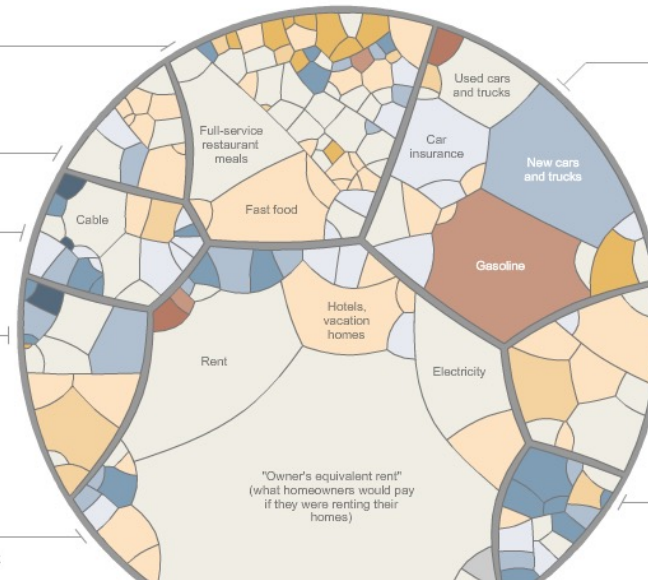 Used cars
and trucks
Full-service
restaurant
meals
Car
insurance
New cars
and trucks
Fast food
Cable
Gasoline
Hotels,
vacation
homes
Rent
Electricity
"Owner's equivalent rent"
(what homeowners would pay
if they were renting their
homes)